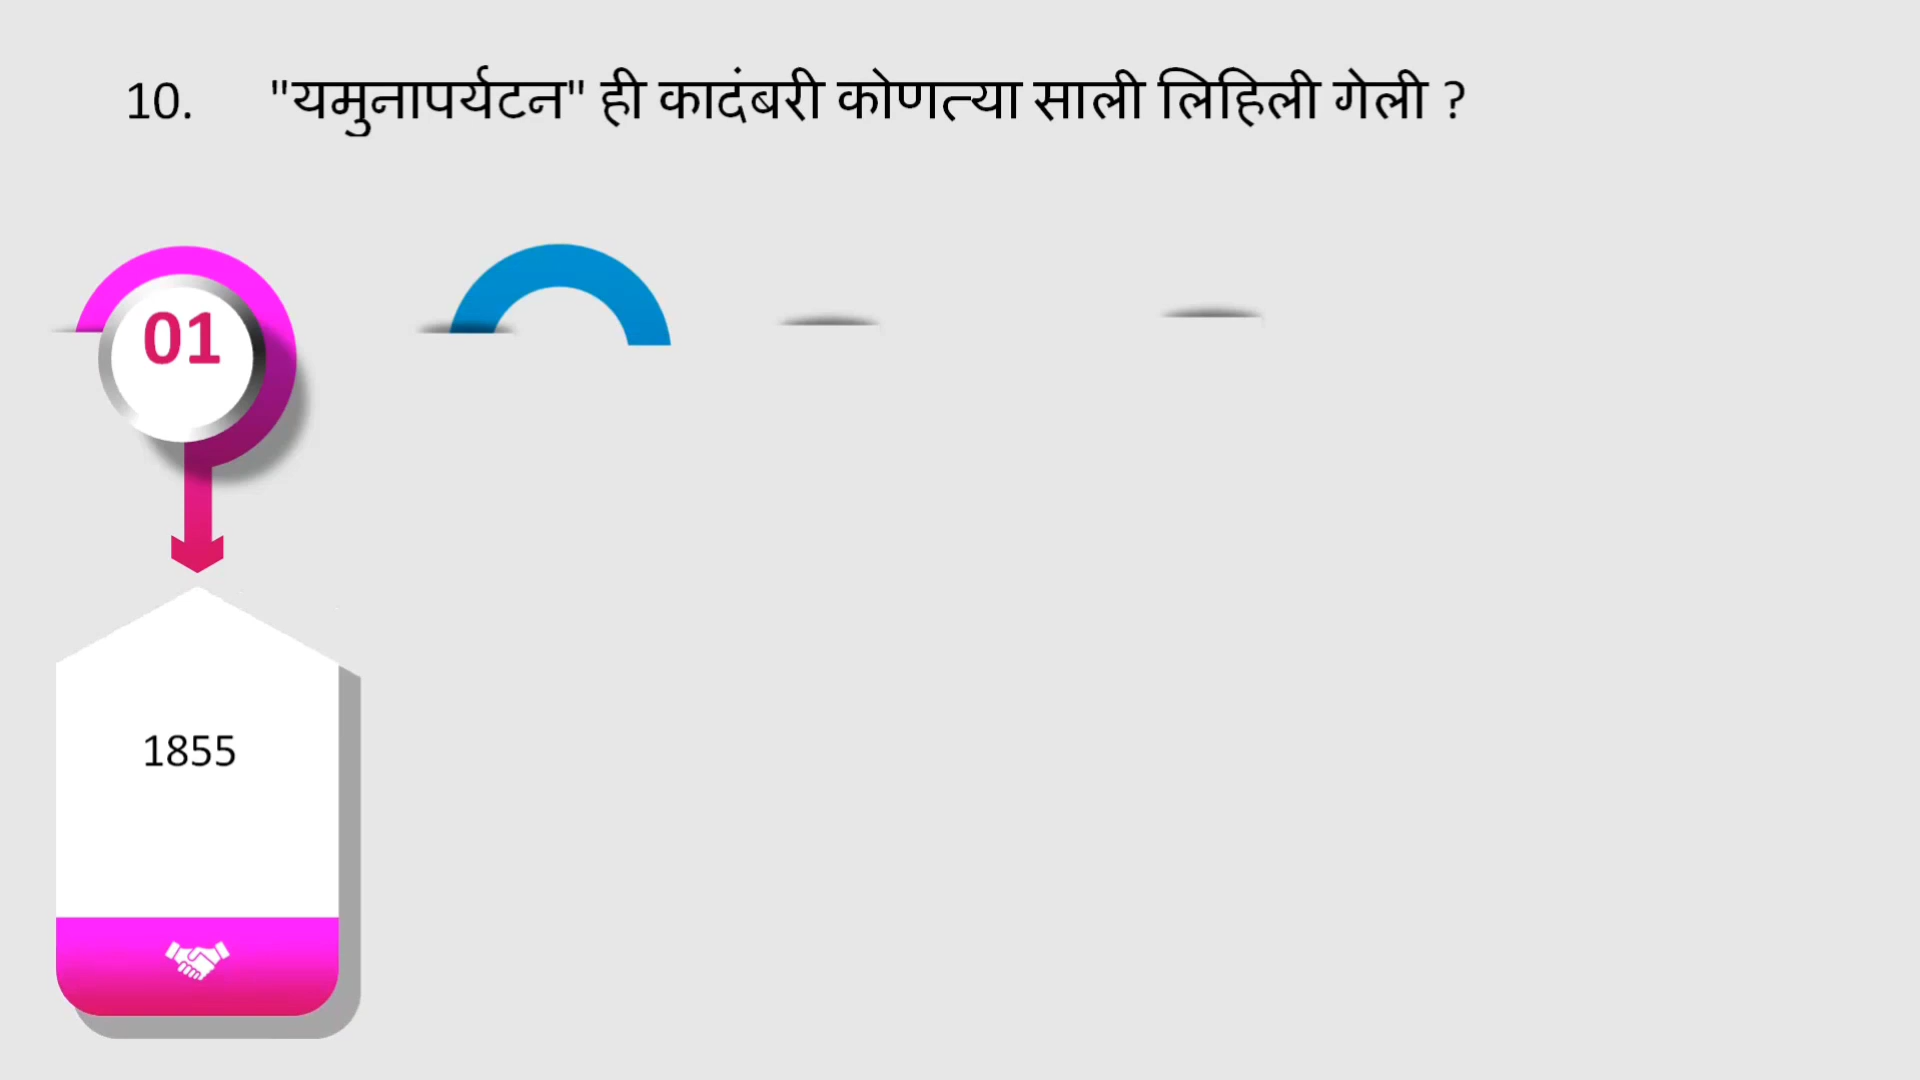 10. "यमुनापर्यटन" ही कादंबरी कोणत्या साली लिहिली गेली ?
01
1855